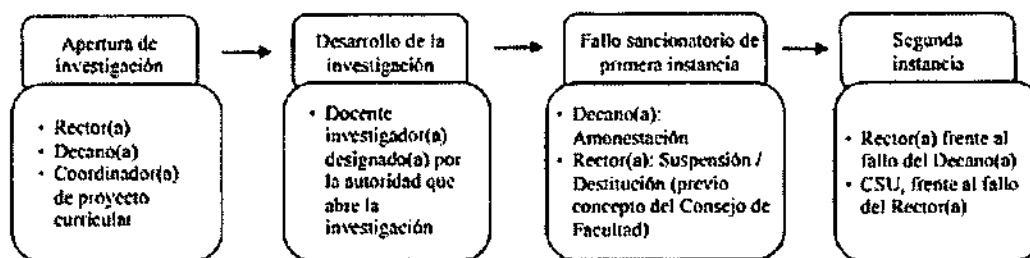 Apertura de
investigación
• Rector(a)
• Decano(a)
• Coordinador(a)
de proyecto
curricular
Desarrollo de la
investigación
• Docente
investigador(a)
designado(a) por
la autoridad que
abre la
investigación
Fallo sancionatorio de
primera instancia
• Decano(a):
Amonestación
• Rector(a): Suspensión /
Destitución (previo
concepto del Consejo de
Facultad)
Segunda
instancia
• Rector(a) frente al
fallo del Decano(a)
• CSU, frente al fallo
del Rector(a)